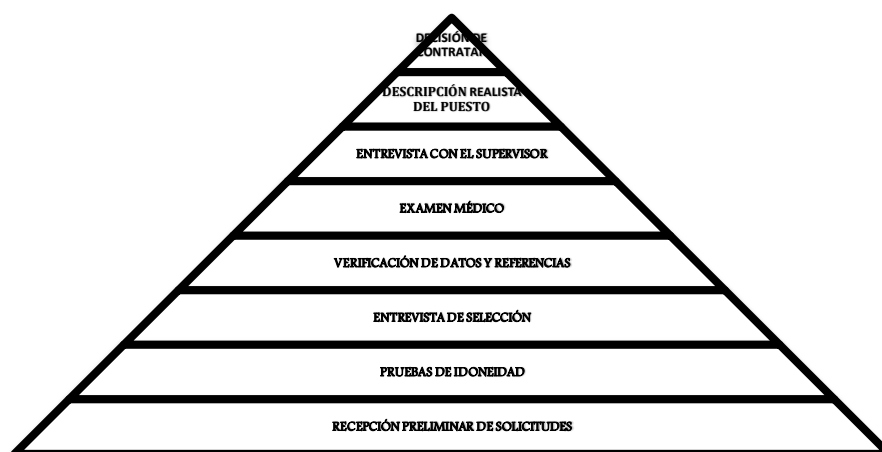 DECISIÓN DE
CONTRATAR
DESCRIPCIÓN REALISTA
DEL PUESTO
ENTREVISTA CON EL SUPERVISOR
EXAMEN MÉDICO
VERIFICACIÓN DE DATOS Y REFERENCIAS
ENTREVISTA DE SELECCIÓN
PRUEBAS DE IDONEIDAD
RECEPCIÓN PRELIMINAR DE SOLICITUDES